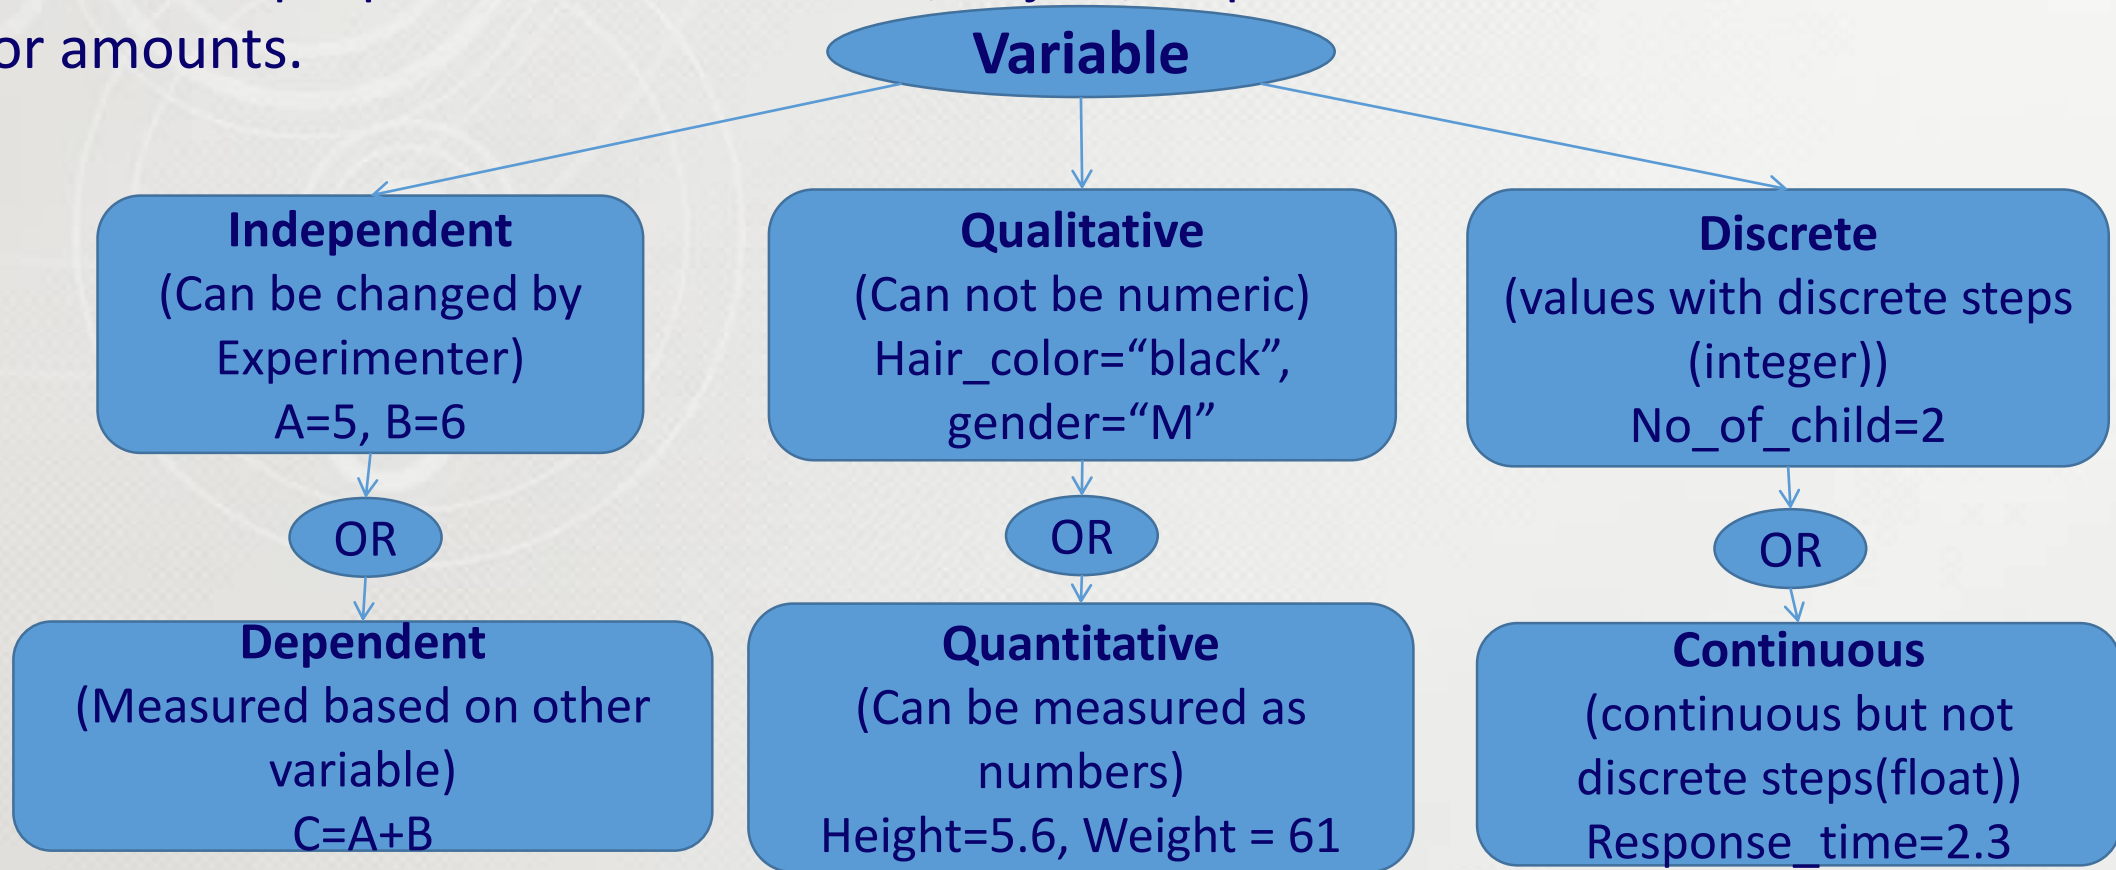 or amounts.
Variable
Independent
(Can be changed by
Experimenter)
A=5, B=6
OR
Dependent
(Measured based on other
variable)
C=A+B
Qualitative
(Can not be numeric)
Hair_color=“black”,
gender=“M”
OR
Quantitative
(Can be measured as
numbers)
Height=5.6, Weight = 61
Discrete
(values with discrete steps
(integer))
No_of_child=2
OR
Continuous
(continuous but not
discrete steps(float))
Response_time=2.3